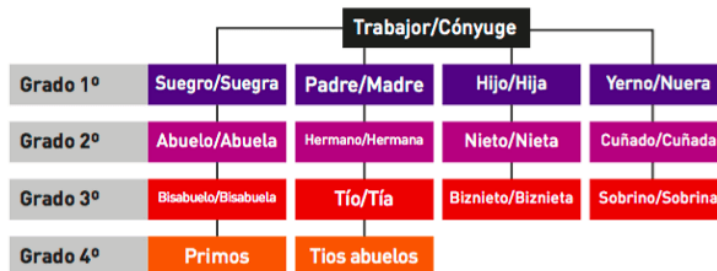 Trabajor/Cónyuge
Grado 1º Suegro/Suegra Padre/Madre Hijo/Hija Yerno/Nuera
Grado 2º Abuelo/Abuela Hermano/Hermana Nieto/Nieta Cuñado/Cuñada
Grado 3º Bisabuelo/Bisabuela Tío/Tía Biznieto/Biznieta Sobrino/Sobrina
Grado 4º Primos Tios abuelos